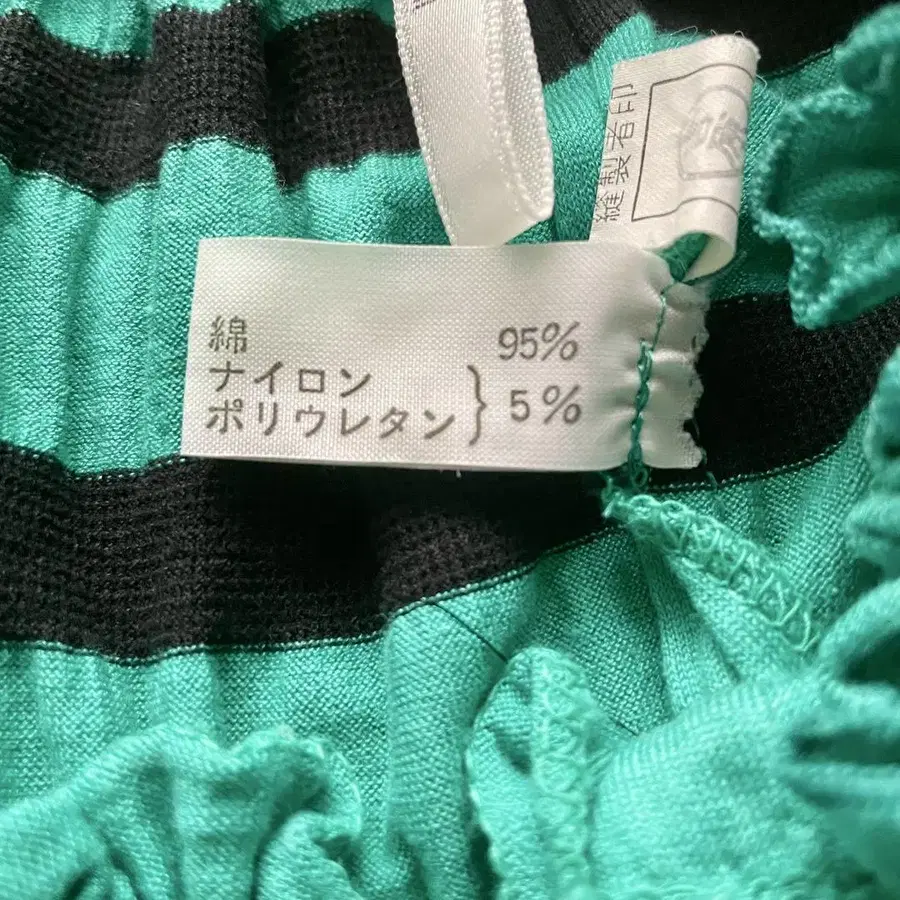 縫製者印
綿 95%
ナイロン
ポリウレタン } 5%